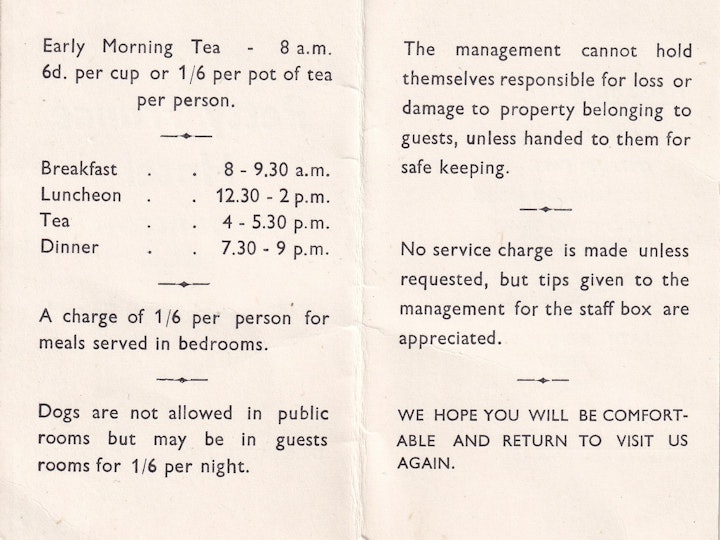 Early Morning Tea - 8 a.m.
6d. per cup or 1/6 per pot of tea
per person.
Breakfast . . 8 - 9.30 a.m.
Luncheon . . 12.30 - 2 p.m.
Tea . . 4 - 5.30 p.m.
Dinner . . 7.30 - 9 p.m.
A charge of 1/6 per person for
meals served in bedrooms.
Dogs are not allowed in public
rooms but may be in guests
rooms for 1/6 per night.
The management cannot hold
themselves responsible for loss or
damage to property belonging to
guests, unless handed to them for
safe keeping.
No service charge is made unless
requested, but tips given to the
management for the staff box are
appreciated.
WE HOPE YOU WILL BE COMFORT-
ABLE AND RETURN TO VISIT US
AGAIN.